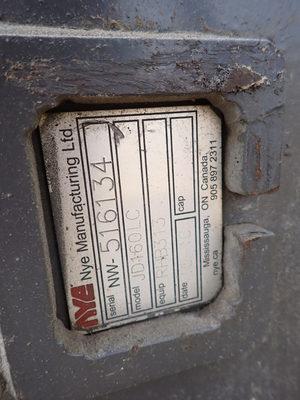 NYE Nye Manufacturing Ltd.
serial NW-516134
model JD160LC
equip
cap
date
Mississauga, ON Canada,
905 897 2311
nye.ca